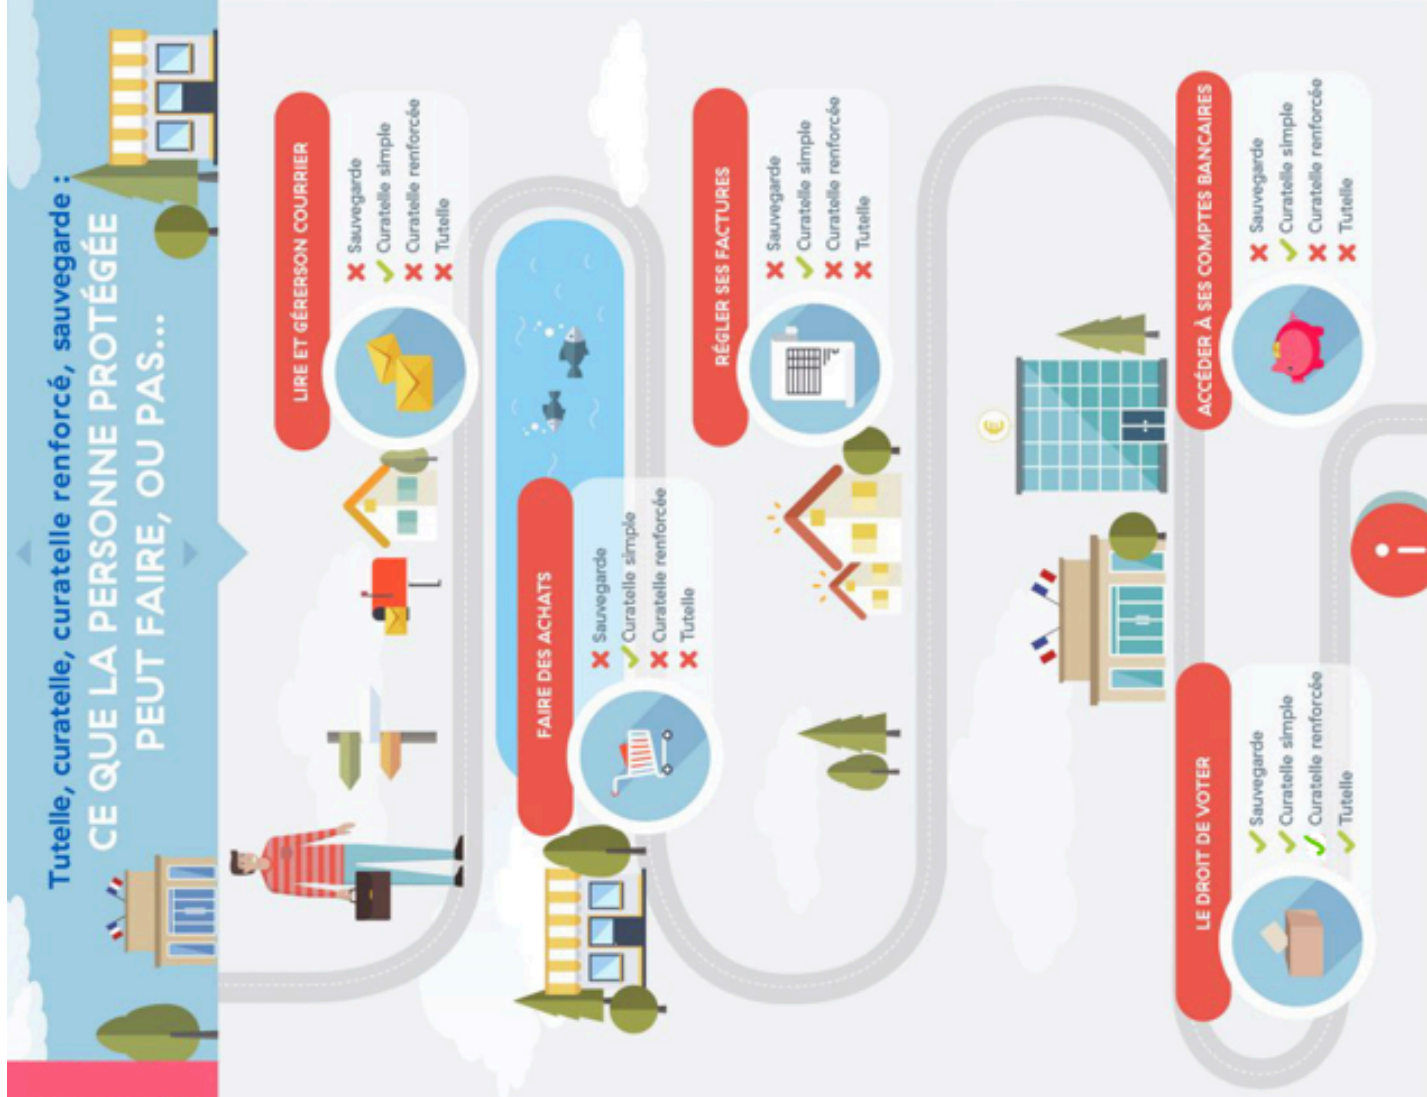 Tutelle, curatelle, curatelle renforcé, sauvegarde :
CE QUE LA PERSONNE PROTÉGÉE
PEUT FAIRE, OU PAS...
LIRE ET GÉRERSON COURRIER
Sauvegarde
Curatelle simple
Curatelle renforcée
Tutelle
FAIRE DES ACHATS
Sauvegarde
Curatelle simple
Curatelle renforcée
Tutelle
RÉGLER SES FACTURES
Sauvegarde
Curatelle simple
Curatelle renforcée
Tutelle
€
ACCÉDER À SES COMPTES BANCAIRES
Sauvegarde
Curatelle simple
Curatelle renforcée
Tutelle
LE DROIT DE VOTER
Sauvegarde
Curatelle simple
Curatelle renforcée
Tutelle